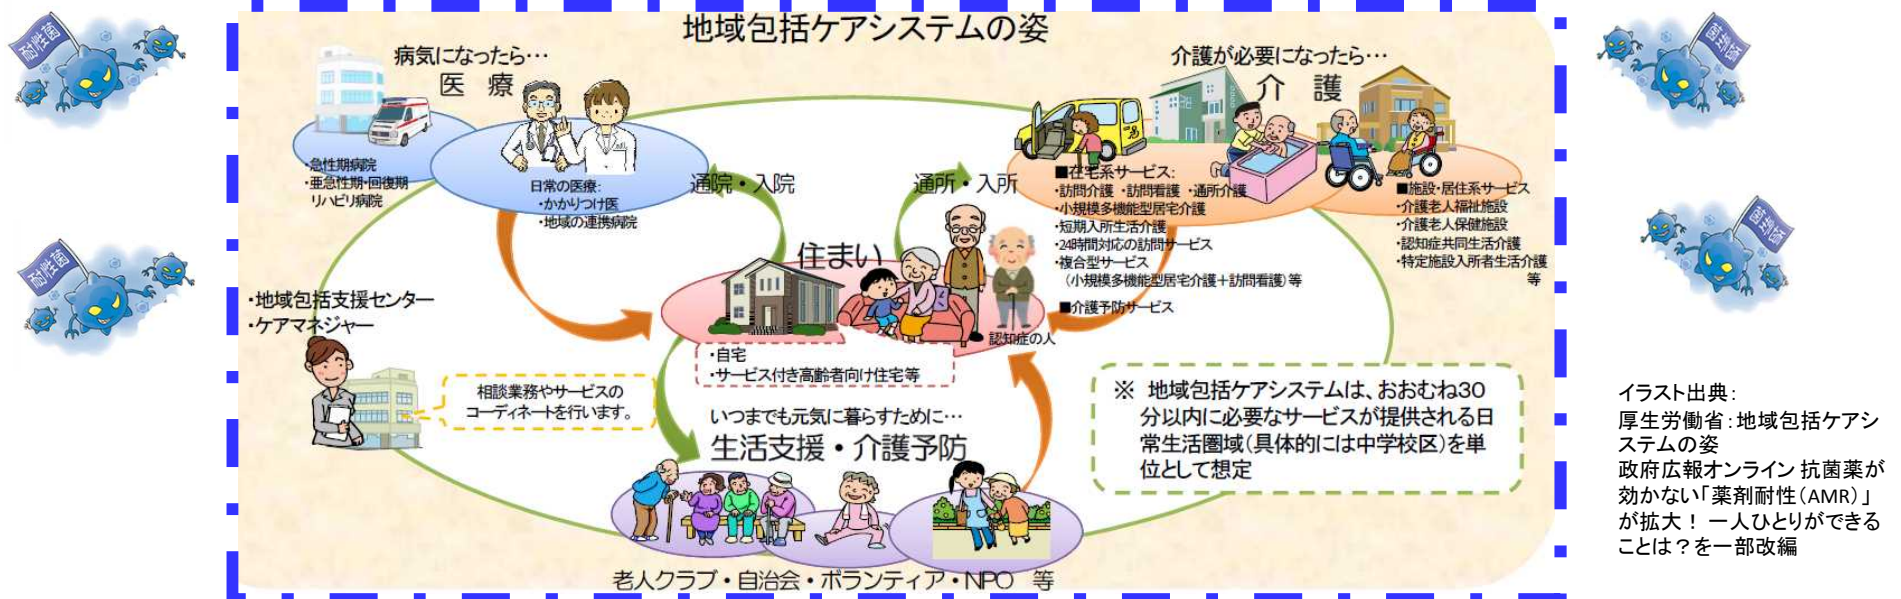 地域包括ケアシステムの姿
病気になったら…
医 療
介護が必要になったら…
介 護
耐性菌
耐性菌
耐性菌
耐性菌
・急性期病院
・亜急性期・回復期
リハビリ病院
日常の医療:
・かかりつけ医
・地域の連携病院
通院・入院
通所・入所
■在宅系サービス:
・訪問介護 ・訪問看護 ・通所介護
・小規模多機能型居宅介護
・短期入所生活介護
・24時間対応の訪問サービス
・複合型サービス
(小規模多機能型居宅介護+訪問看護)等
■介護予防サービス
■施設・居住系サービス
・介護老人福祉施設
・介護老人保健施設
・認知症共同生活介護
・特定施設入所者生活介護
等
住まい
認知症の人
・自宅
・サービス付き高齢者向け住宅等
・地域包括支援センター
・ケアマネジャー
相談業務やサービスの
コーディネートを行います。
いつまでも元気に暮らすために…
生活支援・介護予防
老人クラブ・自治会・ボランティア・NPO 等
※ 地域包括ケアシステムは、おおむね30
分以内に必要なサービスが提供される日
常生活圏域(具体的には中学校区)を単
位として想定
イラスト出典:
厚生労働省:地域包括ケアシ
ステムの姿
政府広報オンライン 抗菌薬が
効かない「薬剤耐性(AMR)」
が拡大! 一人ひとりができる
ことは?を一部改編